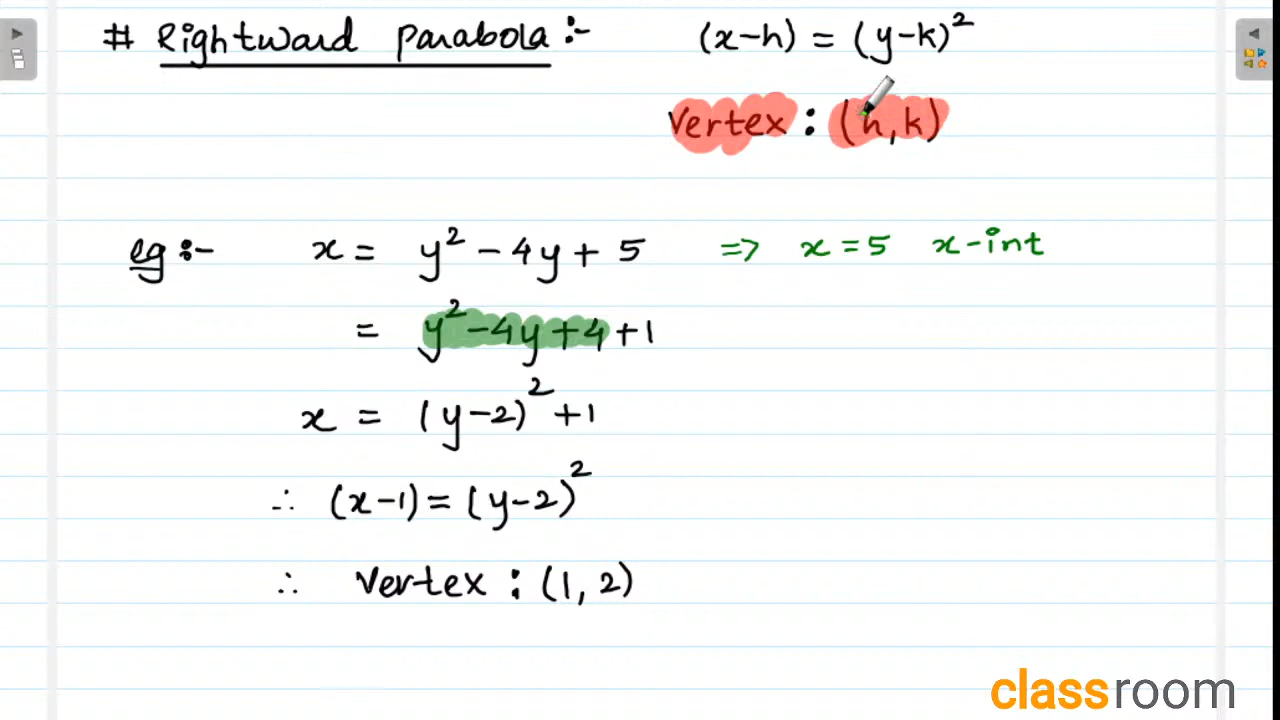 # Rightward parabola :- (x-h) = (y-k)²
Vertex : (h, k)
eg :- x = y² - 4y + 5 => x = 5 x-int
= y² - 4y + 4 + 1
x = (y-2)² + 1
∴ (x-1) = (y-2)²
∴ Vertex : (1, 2)
classroom